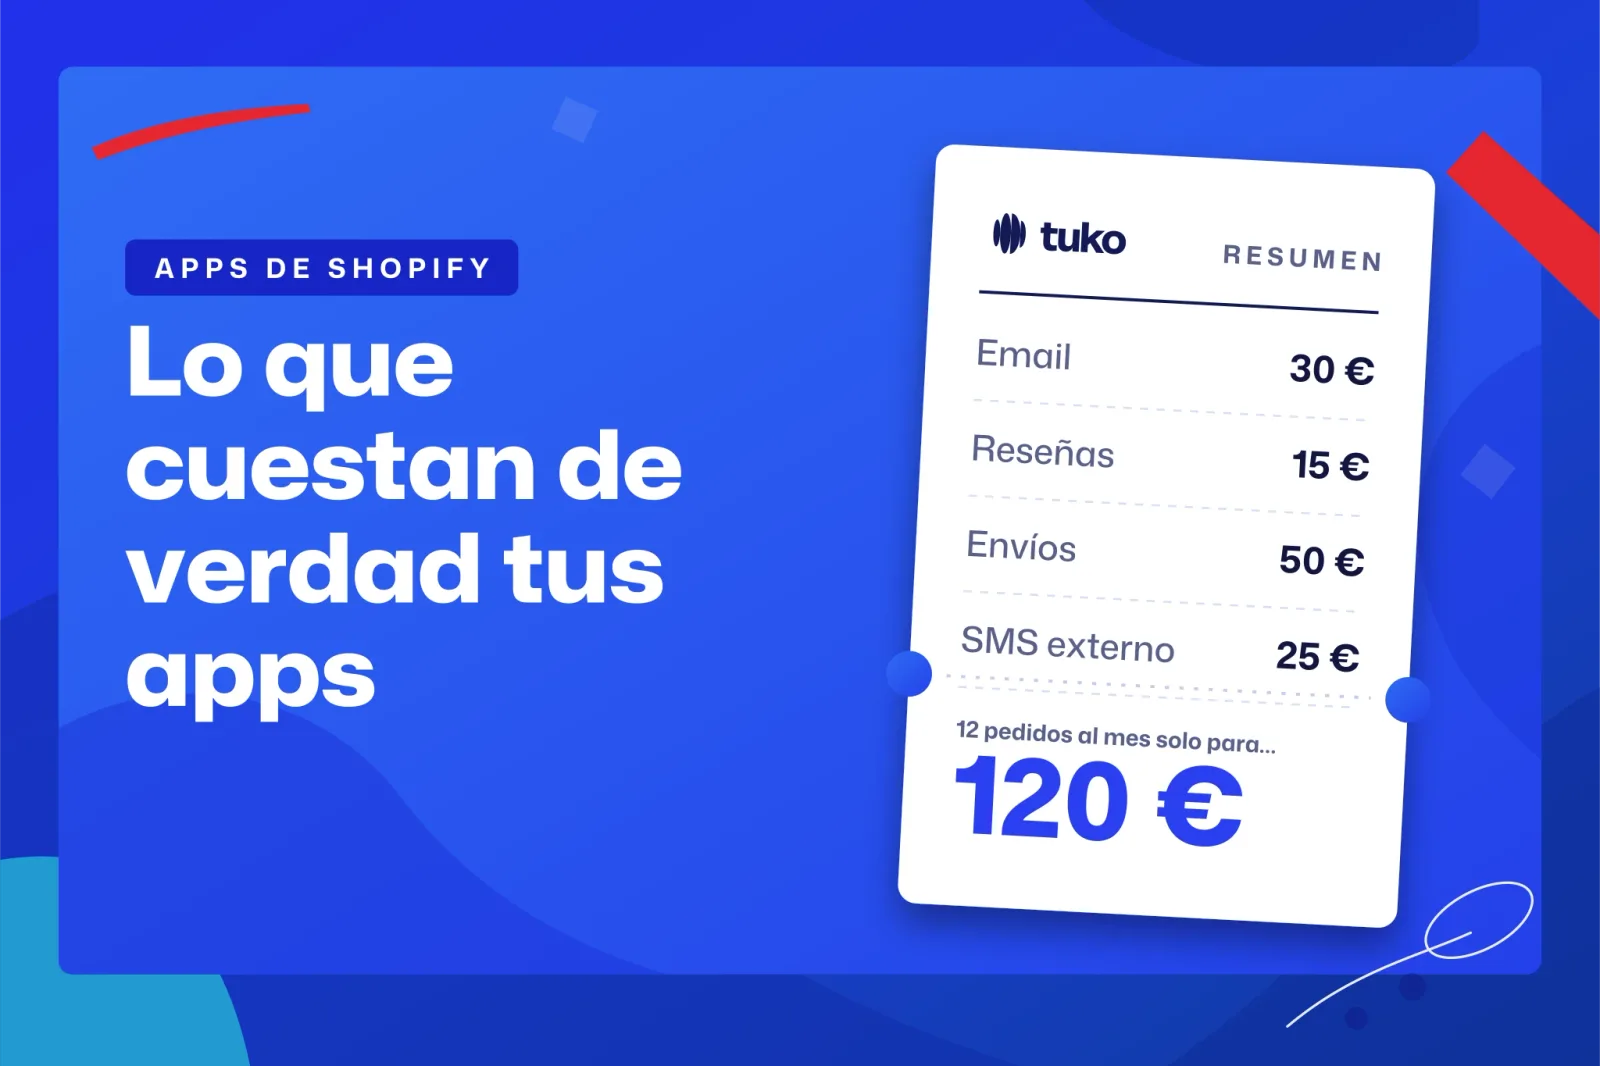 APPS DE SHOPIFY
Lo que
cuestan de
verdad tus
apps
tuko
RESUMEN
Email 30 €
Reseñas 15 €
Envíos 50 €
SMS externo 25 €
12 pedidos al mes solo para...
120 €